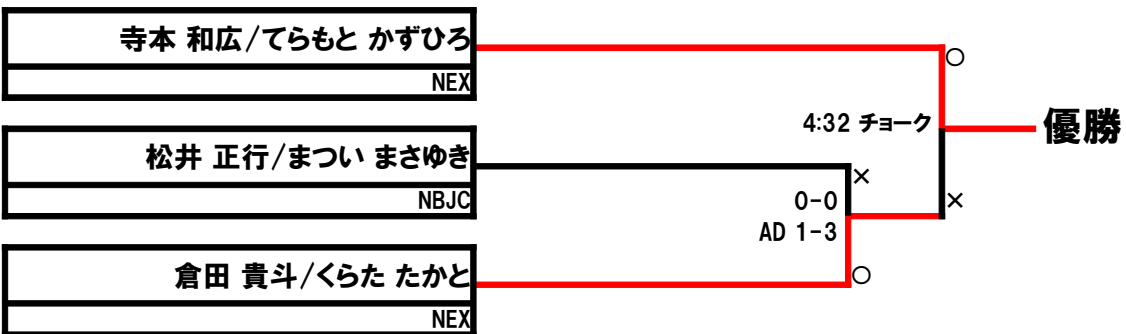 寺本 和広/てらもと かずひろ
NEX
○
4:32 チョーク
優勝
松井 正行/まつい まさゆき
NBJC
×
×
0-0
AD 1-3
倉田 貴斗/くらた たかと
NEX
○